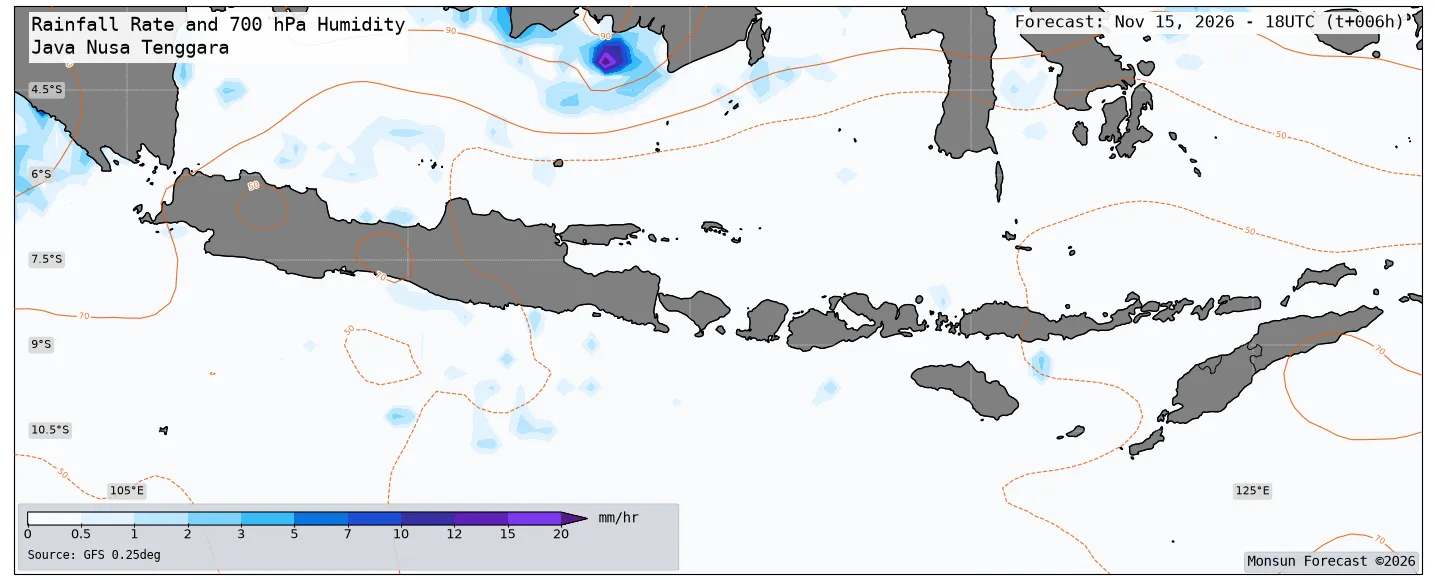 Rainfall Rate and 700 hPa Humidity
Java Nusa Tenggara
Forecast: Nov 15, 2026 - 18UTC (t+006h)
90
90
4.5°S
50
6°S
50
50
7.5°S
70
70
50
9°S
70
10.5°S
50
105°E
125°E
70
mm/hr
0 0.5 1 2 3 5 7 10 12 15 20
Source: GFS 0.25deg
Monsun Forecast ©2026